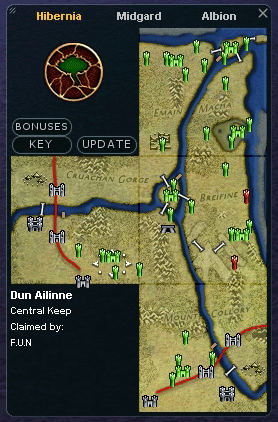 Hibernia Midgard Albion
BONUSES
KEY UPDATE
EMAIN MACHA
CRUACHAN GORGE
BREIFINE
MOUNT COLLORY
Dun Ailinne
Central Keep
Claimed by:
F.U.N